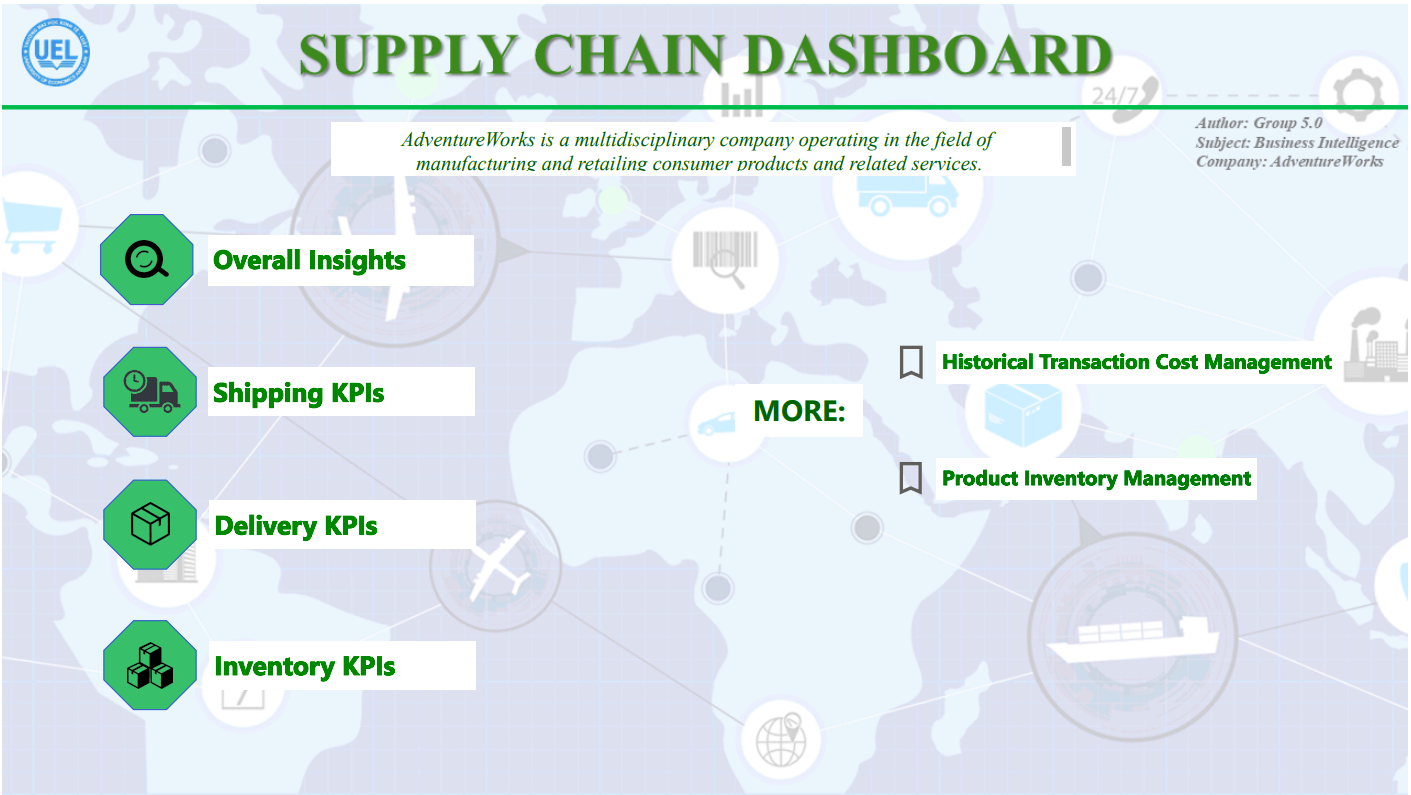 UEL
SUPPLY CHAIN DASHBOARD
24/7
AdventureWorks is a multidisciplinary company operating in the field of
manufacturing and retailing consumer products and related services.
Author: Group 5.0
Subject: Business Intelligence
Company: AdventureWorks
Overall Insights
Shipping KPIs
Delivery KPIs
Inventory KPIs
MORE:
Historical Transaction Cost Management
Product Inventory Management